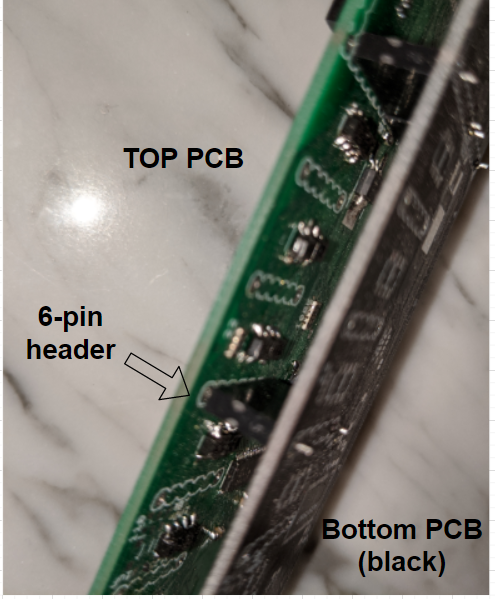 TOP PCB
6-pin
header
Bottom PCB
(black)